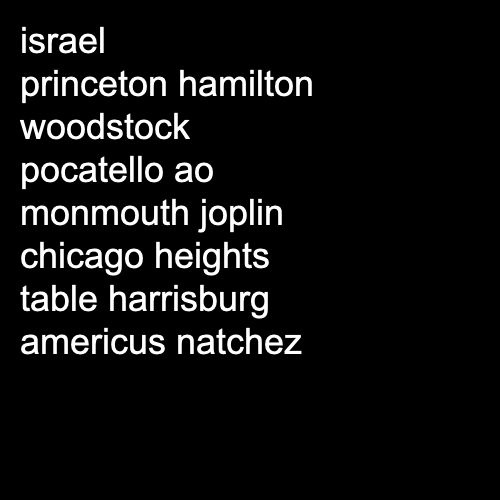 israel
princeton hamilton
woodstock
pocatello ao
monmouth joplin
chicago heights
table harrisburg
americus natchez